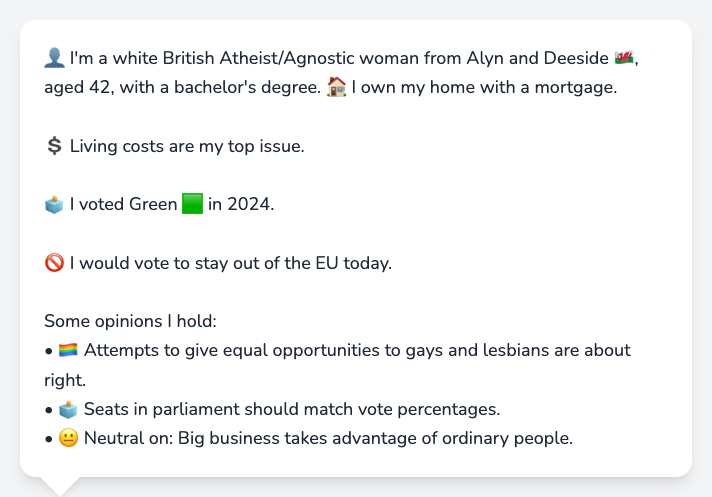 👤 I'm a white British Atheist/Agnostic woman from Alyn and Deeside 🏴󠁧󠁢󠁷󠁬󠁳󠁿,
aged 42, with a bachelor's degree. 🏠 I own my home with a mortgage.
💲 Living costs are my top issue.
🗳️ I voted Green 🟩 in 2024.
🚫 I would vote to stay out of the EU today.
Some opinions I hold:
• 🏳️‍🌈 Attempts to give equal opportunities to gays and lesbians are about
right.
• 🗳️ Seats in parliament should match vote percentages.
• 😐 Neutral on: Big business takes advantage of ordinary people.